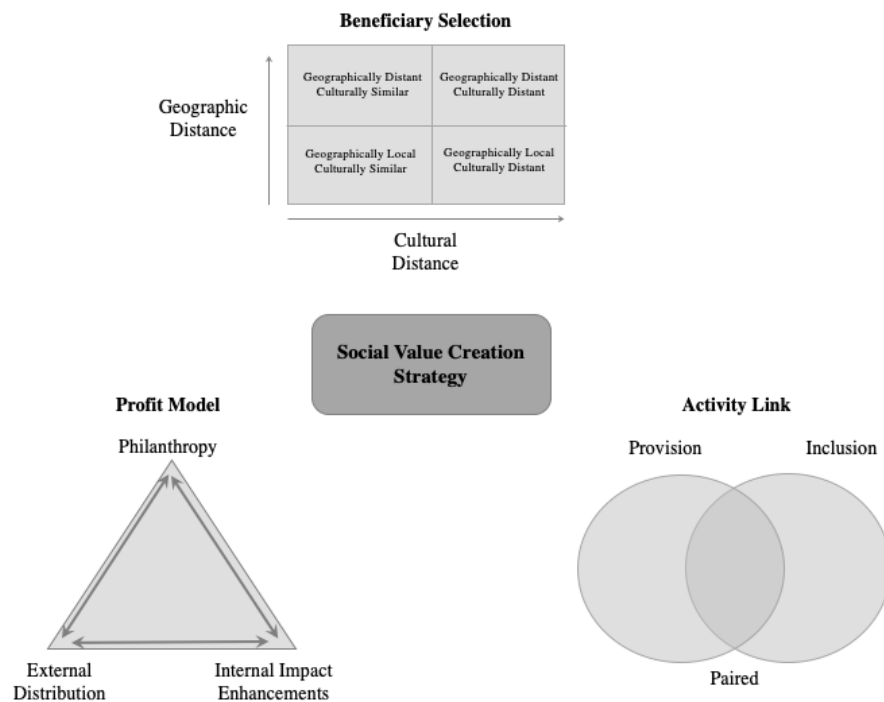 Beneficiary Selection
Geographic
Distance
Geographically Distant
Culturally Similar
Geographically Distant
Culturally Distant
Geographically Local
Culturally Similar
Geographically Local
Culturally Distant
Cultural
Distance
Social Value Creation
Strategy
Profit Model
Philanthropy
External
Distribution
Internal Impact
Enhancements
Activity Link
Provision
Inclusion
Paired